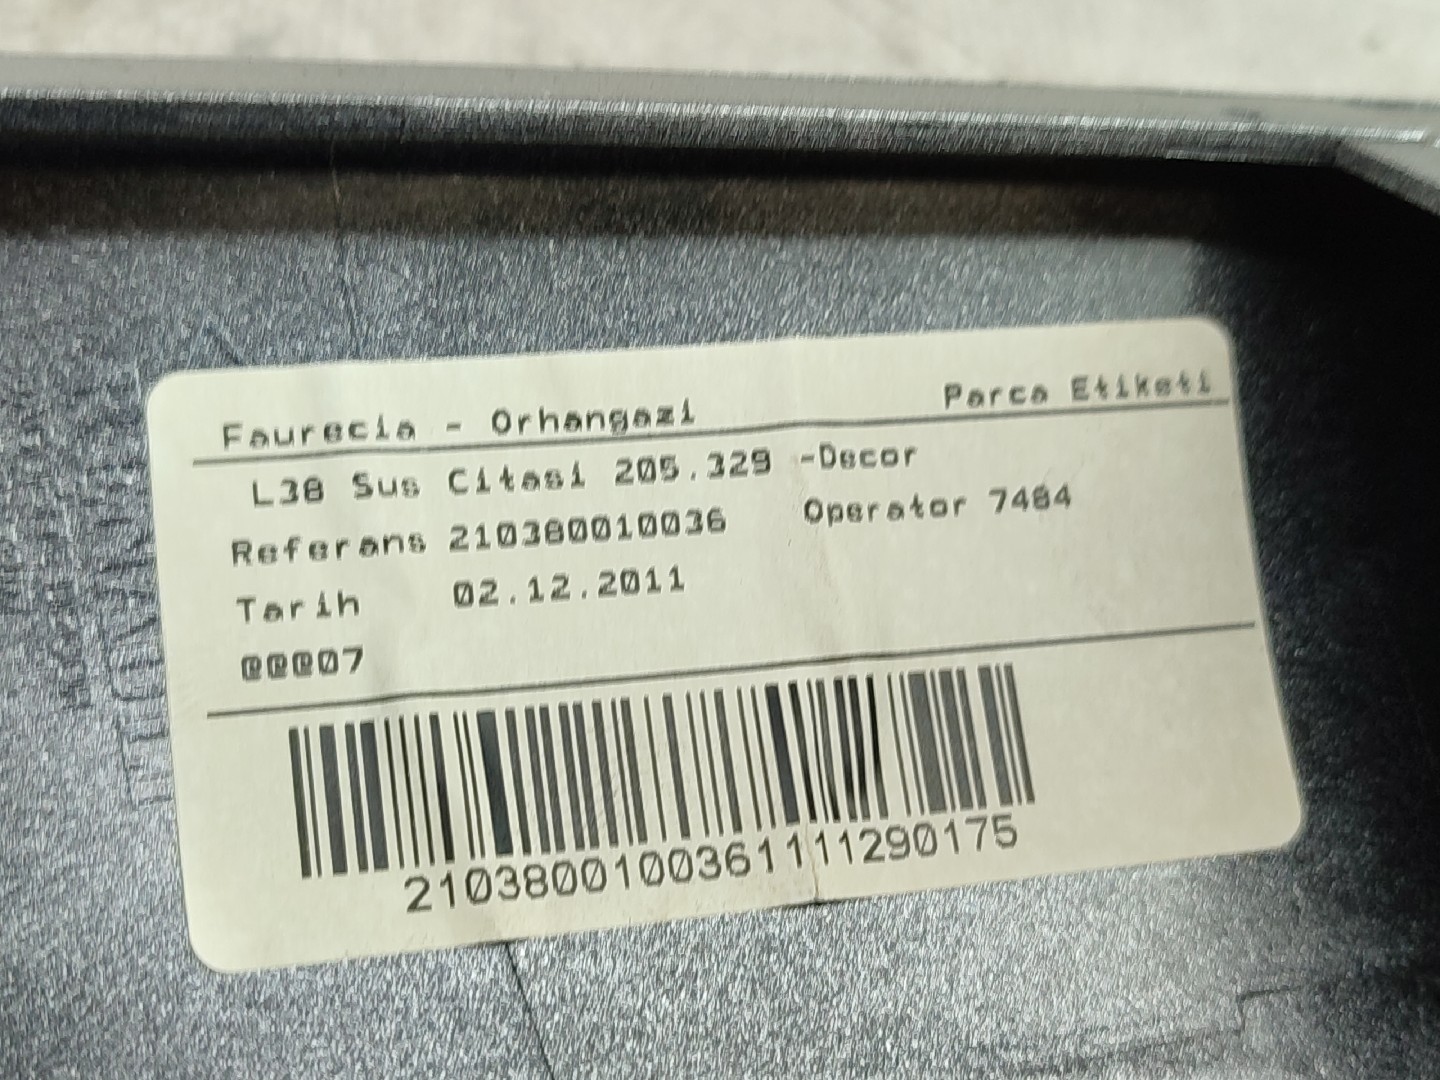 Faurecia - Orhangazi Parca Etiketi
L38 Sus Citasi 205.329 -Decor
Referans 210380010036 Operator 7484
Tarih 02.12.2011
@@@07
2103800100361111290175